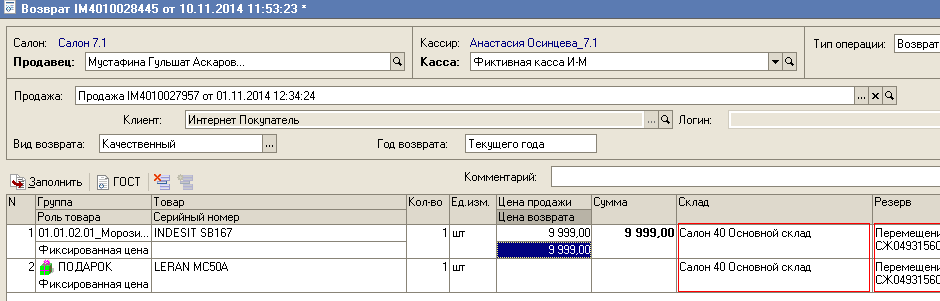 Возврат IM4010028445 от 10.11.2014 11:53:23 *
Салон: Салон 7.1
Кассир: Анастасия Осинцева_7.1
Тип операции: Возврат
Продавец: Мустафина Гульшат Аскаров...
Касса: Фиктивная касса И-М
Продажа: Продажа IM4010027957 от 01.11.2014 12:34:24
Клиент: Интернет Покупатель
Логин:
Вид возврата: Качественный
Год возврата: Текущего года
Заполнить
ГОСТ
Комментарий:
N Группа Товар Кол-во Ед.изм. Цена продажи Сумма Склад Резерв
Роль товара Серийный номер Цена возврата
1 01.01.02.01_Морози... INDESIT SB167 1 шт 9 999,00 9 999,00 Салон 40 Основной склад Перемещени
Фиксированная цена 9 999,00 СЖ04931560
2 ПОДАРОК LERAN MC50A 1 шт Салон 40 Основной склад Перемещени
Фиксированная цена СЖ04931560